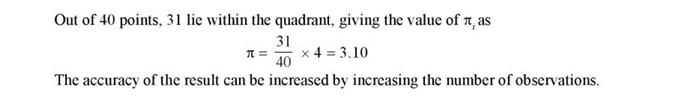 Out of 40 points, 31 lie within the quadrant, giving the value of π, as
π = 31/40 × 4 = 3.10
The accuracy of the result can be increased by increasing the number of observations.